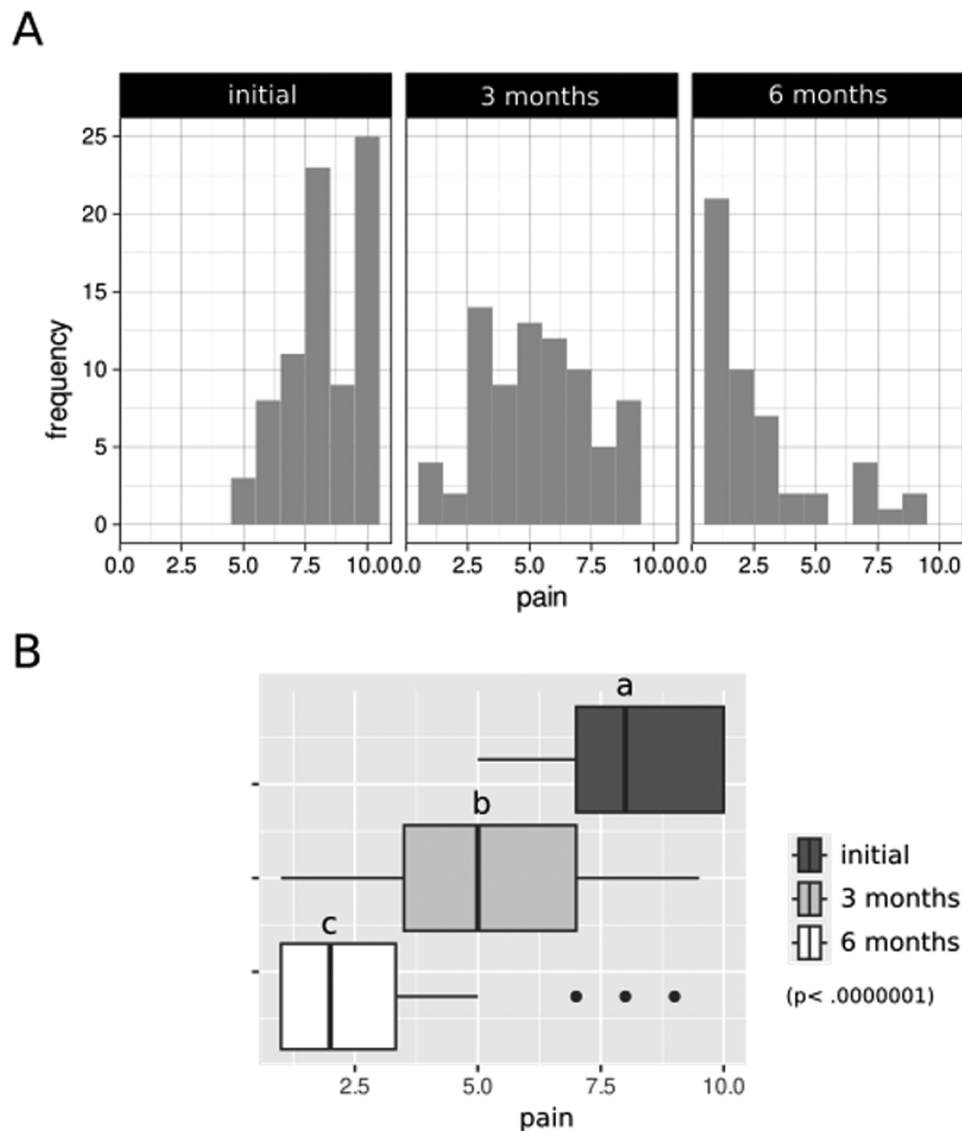 A
initial 3 months 6 months
25
20
15
10
5
0
frequency
0.0 2.5 5.0 7.5 10.0 0.0 2.5 5.0 7.5 10.0 0.0 2.5 5.0 7.5 10.0
pain
B
a
b
c
initial
3 months
6 months
(p< .0000001)
2.5 5.0 7.5 10.0
pain